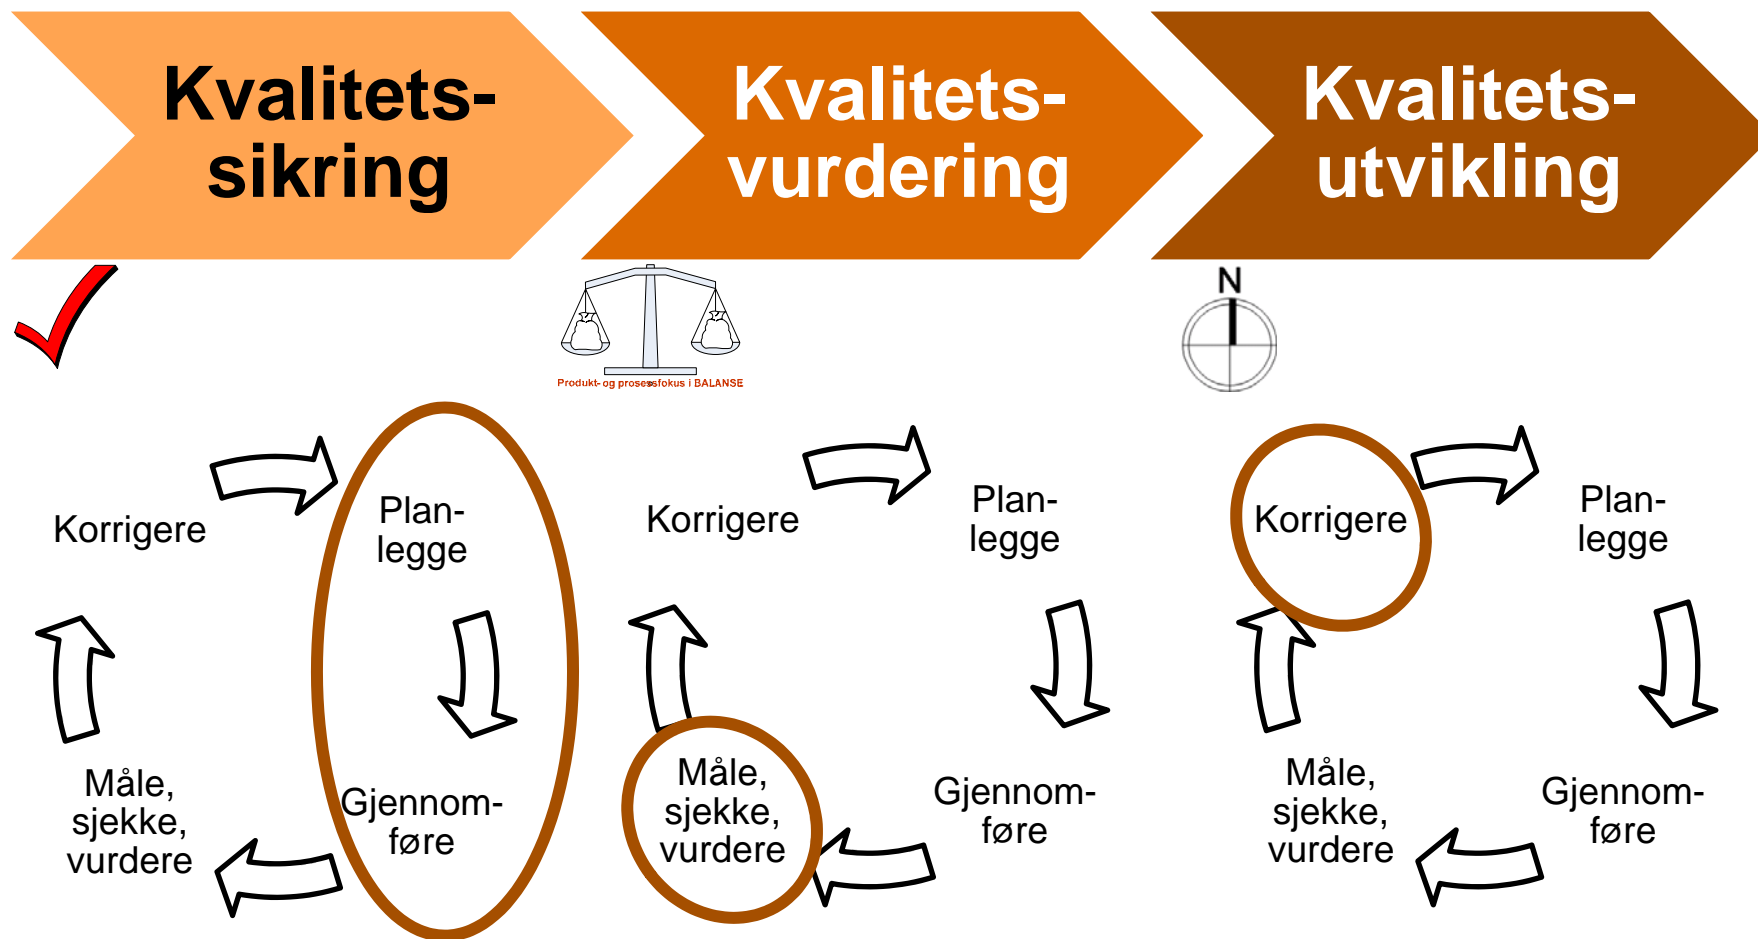 Kvalitets-
sikring
Kvalitets-
vurdering
Kvalitets-
utvikling
Produkt- og prosessfokus i BALANSE
N
Korrigere
Plan-
legge
Gjennom-
føre
Måle,
sjekke,
vurdere
Korrigere
Plan-
legge
Gjennom-
føre
Måle,
sjekke,
vurdere
Korrigere
Plan-
legge
Gjennom-
føre
Måle,
sjekke,
vurdere